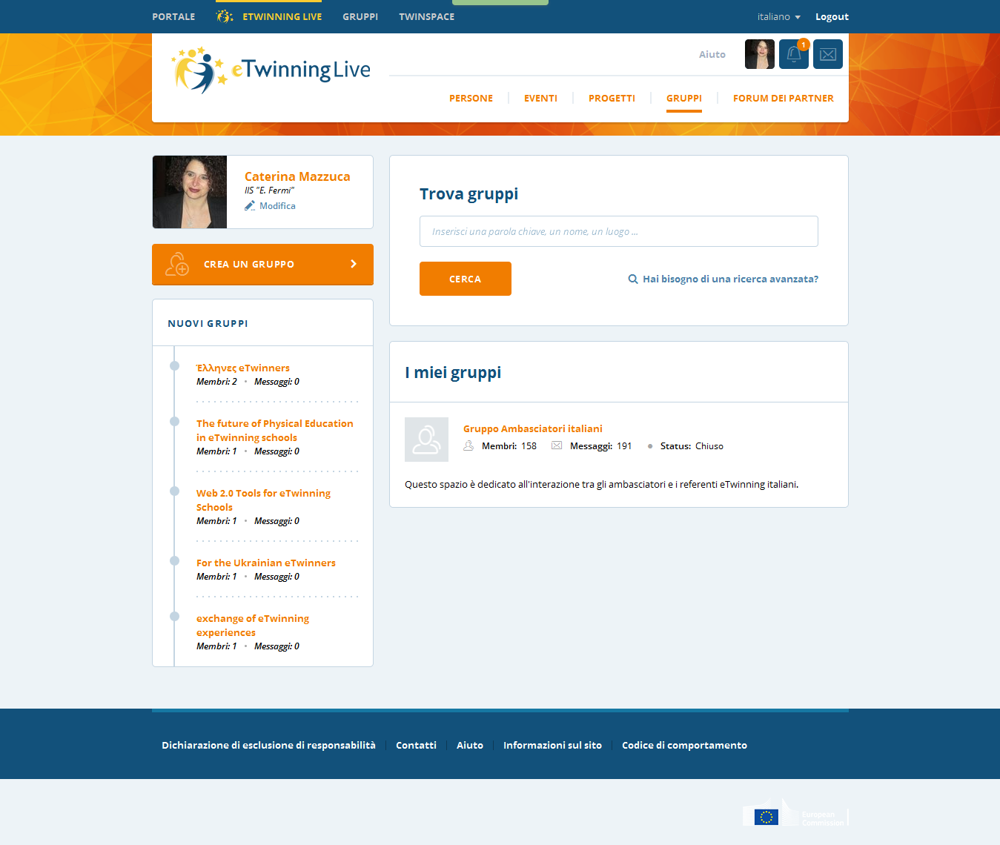 PORTALE
ETWINNING LIVE
GRUPPI
TWINSPACE
italiano
Logout
eTwinning Live
Aiuto
1
PERSONE
EVENTI
PROGETTI
GRUPPI
FORUM DEI PARTNER
Caterina Mazzuca
IIS "E. Fermi"
Modifica
CREA UN GRUPPO
NUOVI GRUPPI
Έλληνες eTwinners
Membri: 2 • Messaggi: 0
The future of Physical Education
in eTwinning schools
Membri: 1 • Messaggi: 0
Web 2.0 Tools for eTwinning
Schools
Membri: 1 • Messaggi: 0
For the Ukrainian eTwinners
Membri: 1 • Messaggi: 0
exchange of eTwinning
experiences
Membri: 1 • Messaggi: 0
Trova gruppi
Inserisci una parola chiave, un nome, un luogo ...
CERCA
Hai bisogno di una ricerca avanzata?
I miei gruppi
Gruppo Ambasciatori italiani
Membri: 158 Messaggi: 191 • Status: Chiuso
Questo spazio è dedicato all'interazione tra gli ambasciatori e i referenti eTwinning italiani.
Dichiarazione di esclusione di responsabilità
Contatti
Aiuto
Informazioni sul sito
Codice di comportamento
European
Commission